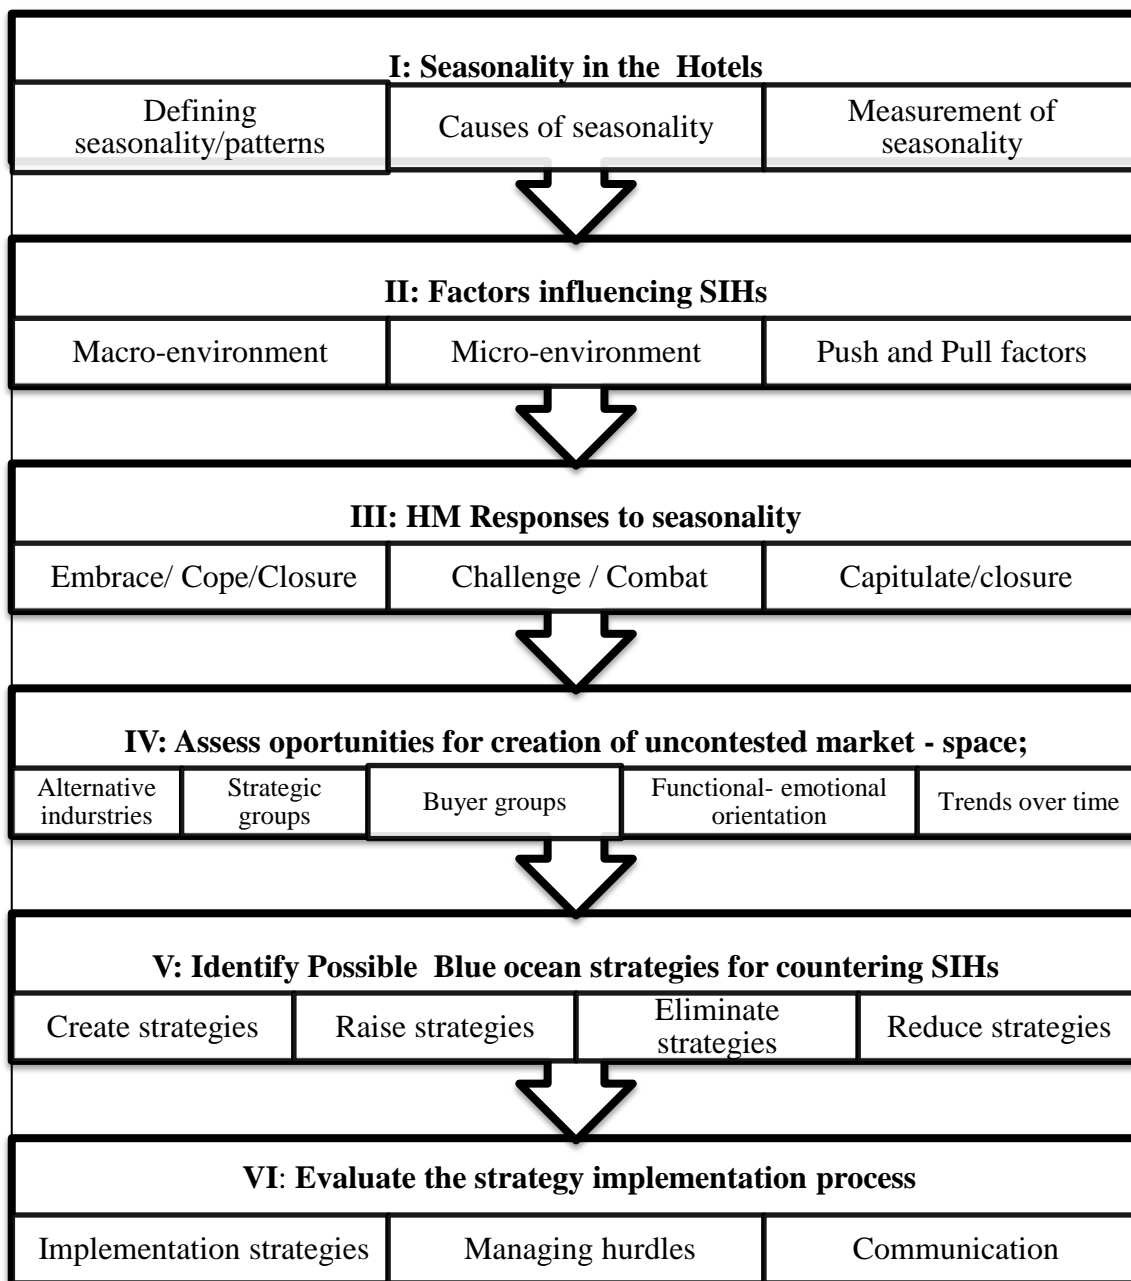 I: Seasonality in the Hotels
Defining
seasonality/patterns
Causes of seasonality
Measurement of
seasonality
II: Factors influencing SIHs
Macro-environment
Micro-environment
Push and Pull factors
III: HM Responses to seasonality
Embrace/ Cope/Closure
Challenge / Combat
Capitulate/closure
IV: Assess oportunities for creation of uncontested market - space;
Alternative
indurstries
Strategic
groups
Buyer groups
Functional- emotional
orientation
Trends over time
V: Identify Possible Blue ocean strategies for countering SIHs
Create strategies
Raise strategies
Eliminate
strategies
Reduce strategies
VI: Evaluate the strategy implementation process
Implementation strategies
Managing hurdles
Communication